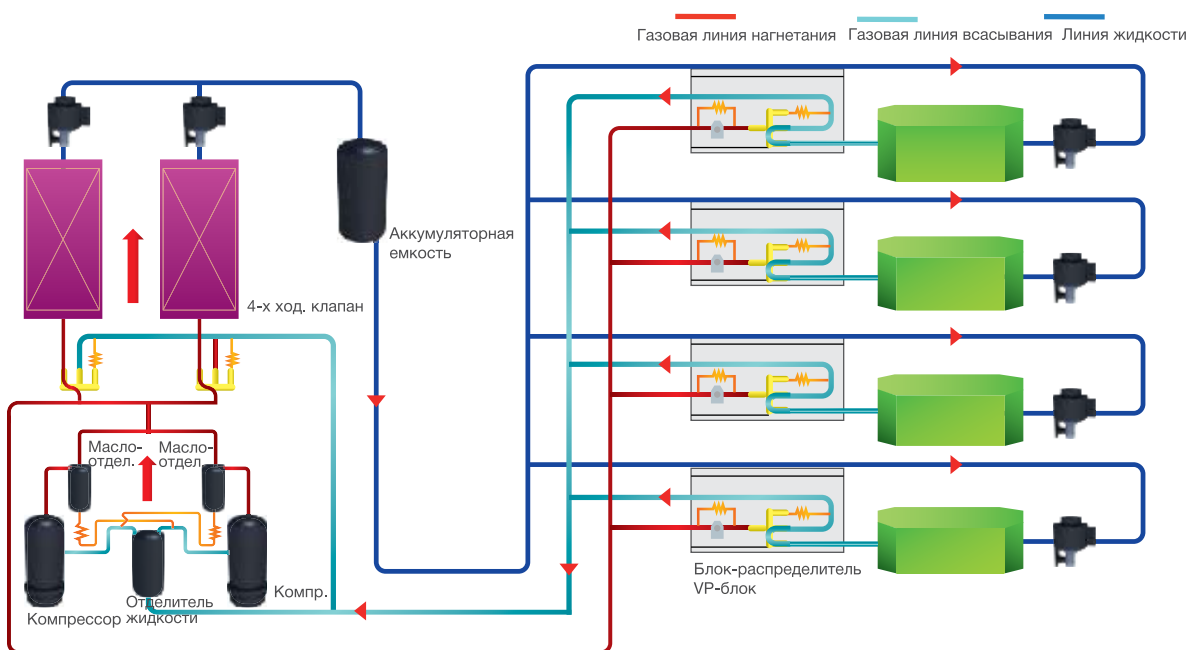 Газовая линия нагнетания
Газовая линия всасывания
Линия жидкости
Аккумуляторная
емкость
4-х ход. клапан
Масло-
отдел.
Масло-
отдел.
Компрессор
Отделитель
жидкости
Компр.
Блок-распределитель
VP-блок